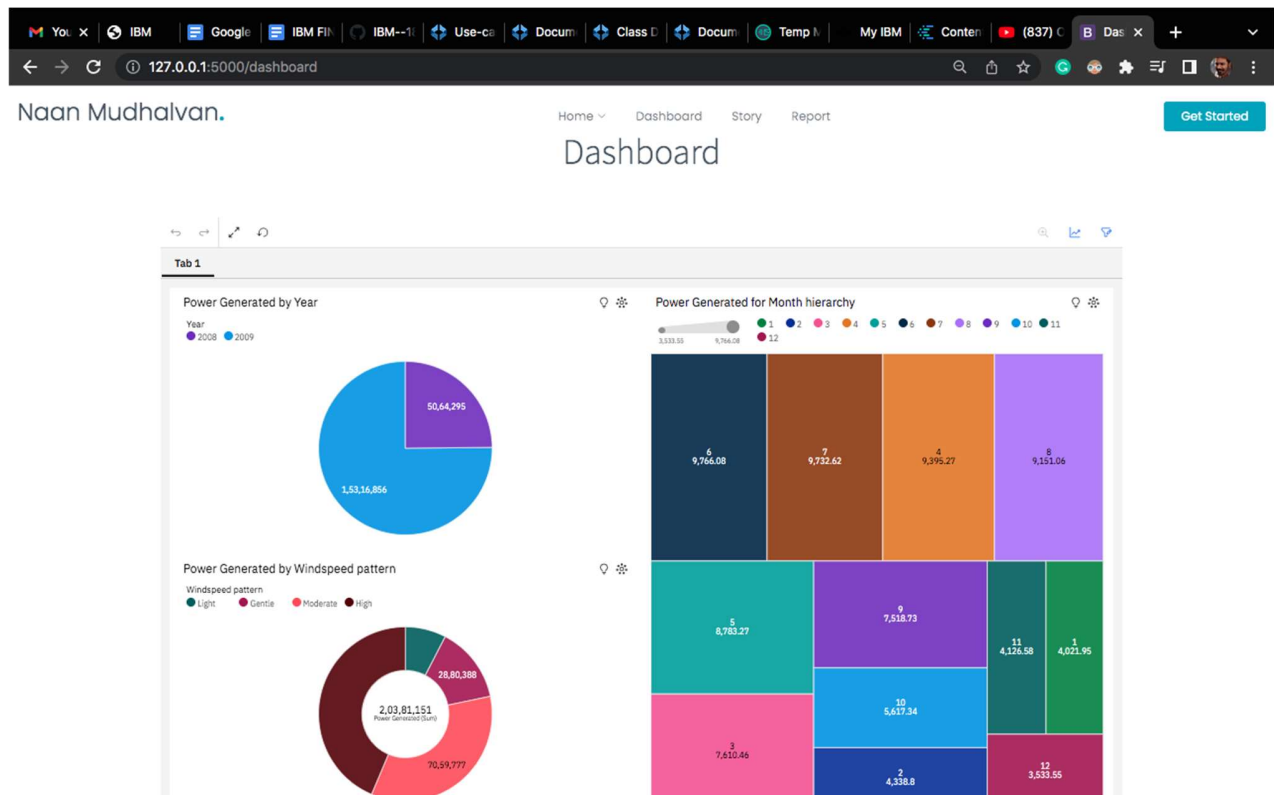 You IBM Google IBM FIN IBM--18 Use-ca Docum Class D Docum Temp M My IBM Conten (837) C B Das
127.0.0.1:5000/dashboard
Naan Mudhalvan.
Home Dashboard Story Report
Get Started
Dashboard
Tab 1
Power Generated by Year
Year
2008 2009
50,64,295
1,53,16,856
Power Generated by Windspeed pattern
Windspeed pattern
Light Gentle Moderate High
28,80,388
2,03,81,151
Power Generated (Sum)
70,59,777
Power Generated for Month hierarchy
1 2 3 4 5 6 7 8 9 10 11
12
3,533.55 9,766.08
6
9,766.08
7
9,732.62
4
9,395.27
8
9,151.06
5
8,783.27
9
7,518.73
11
4,126.58
1
4,021.95
10
5,617.34
3
7,610.46
2
4,338.8
12
3,533.55